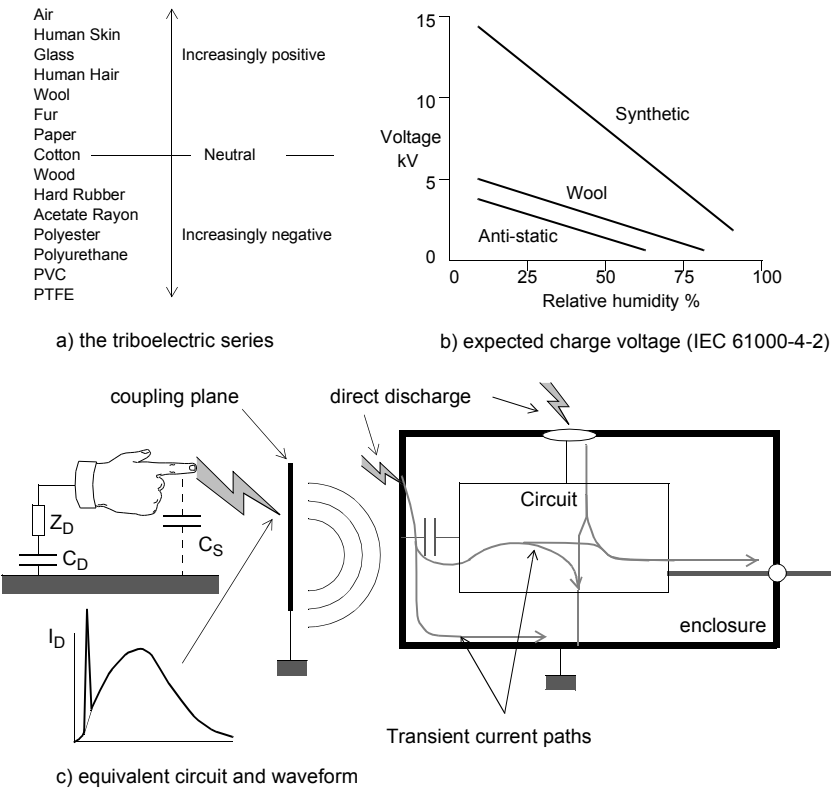 Air
Human Skin
Glass
Human Hair
Wool
Fur
Paper
Cotton
Wood
Hard Rubber
Acetate Rayon
Polyester
Polyurethane
PVC
PTFE
Increasingly positive
Neutral
Increasingly negative
a) the triboelectric series
15
10
5
0
Voltage
kV
Synthetic
Wool
Anti-static
0 25 50 75 100
Relative humidity %
b) expected charge voltage (IEC 61000-4-2)
coupling plane
direct discharge
Circuit
Z_D
C_D
C_S
I_D
enclosure
Transient current paths
c) equivalent circuit and waveform